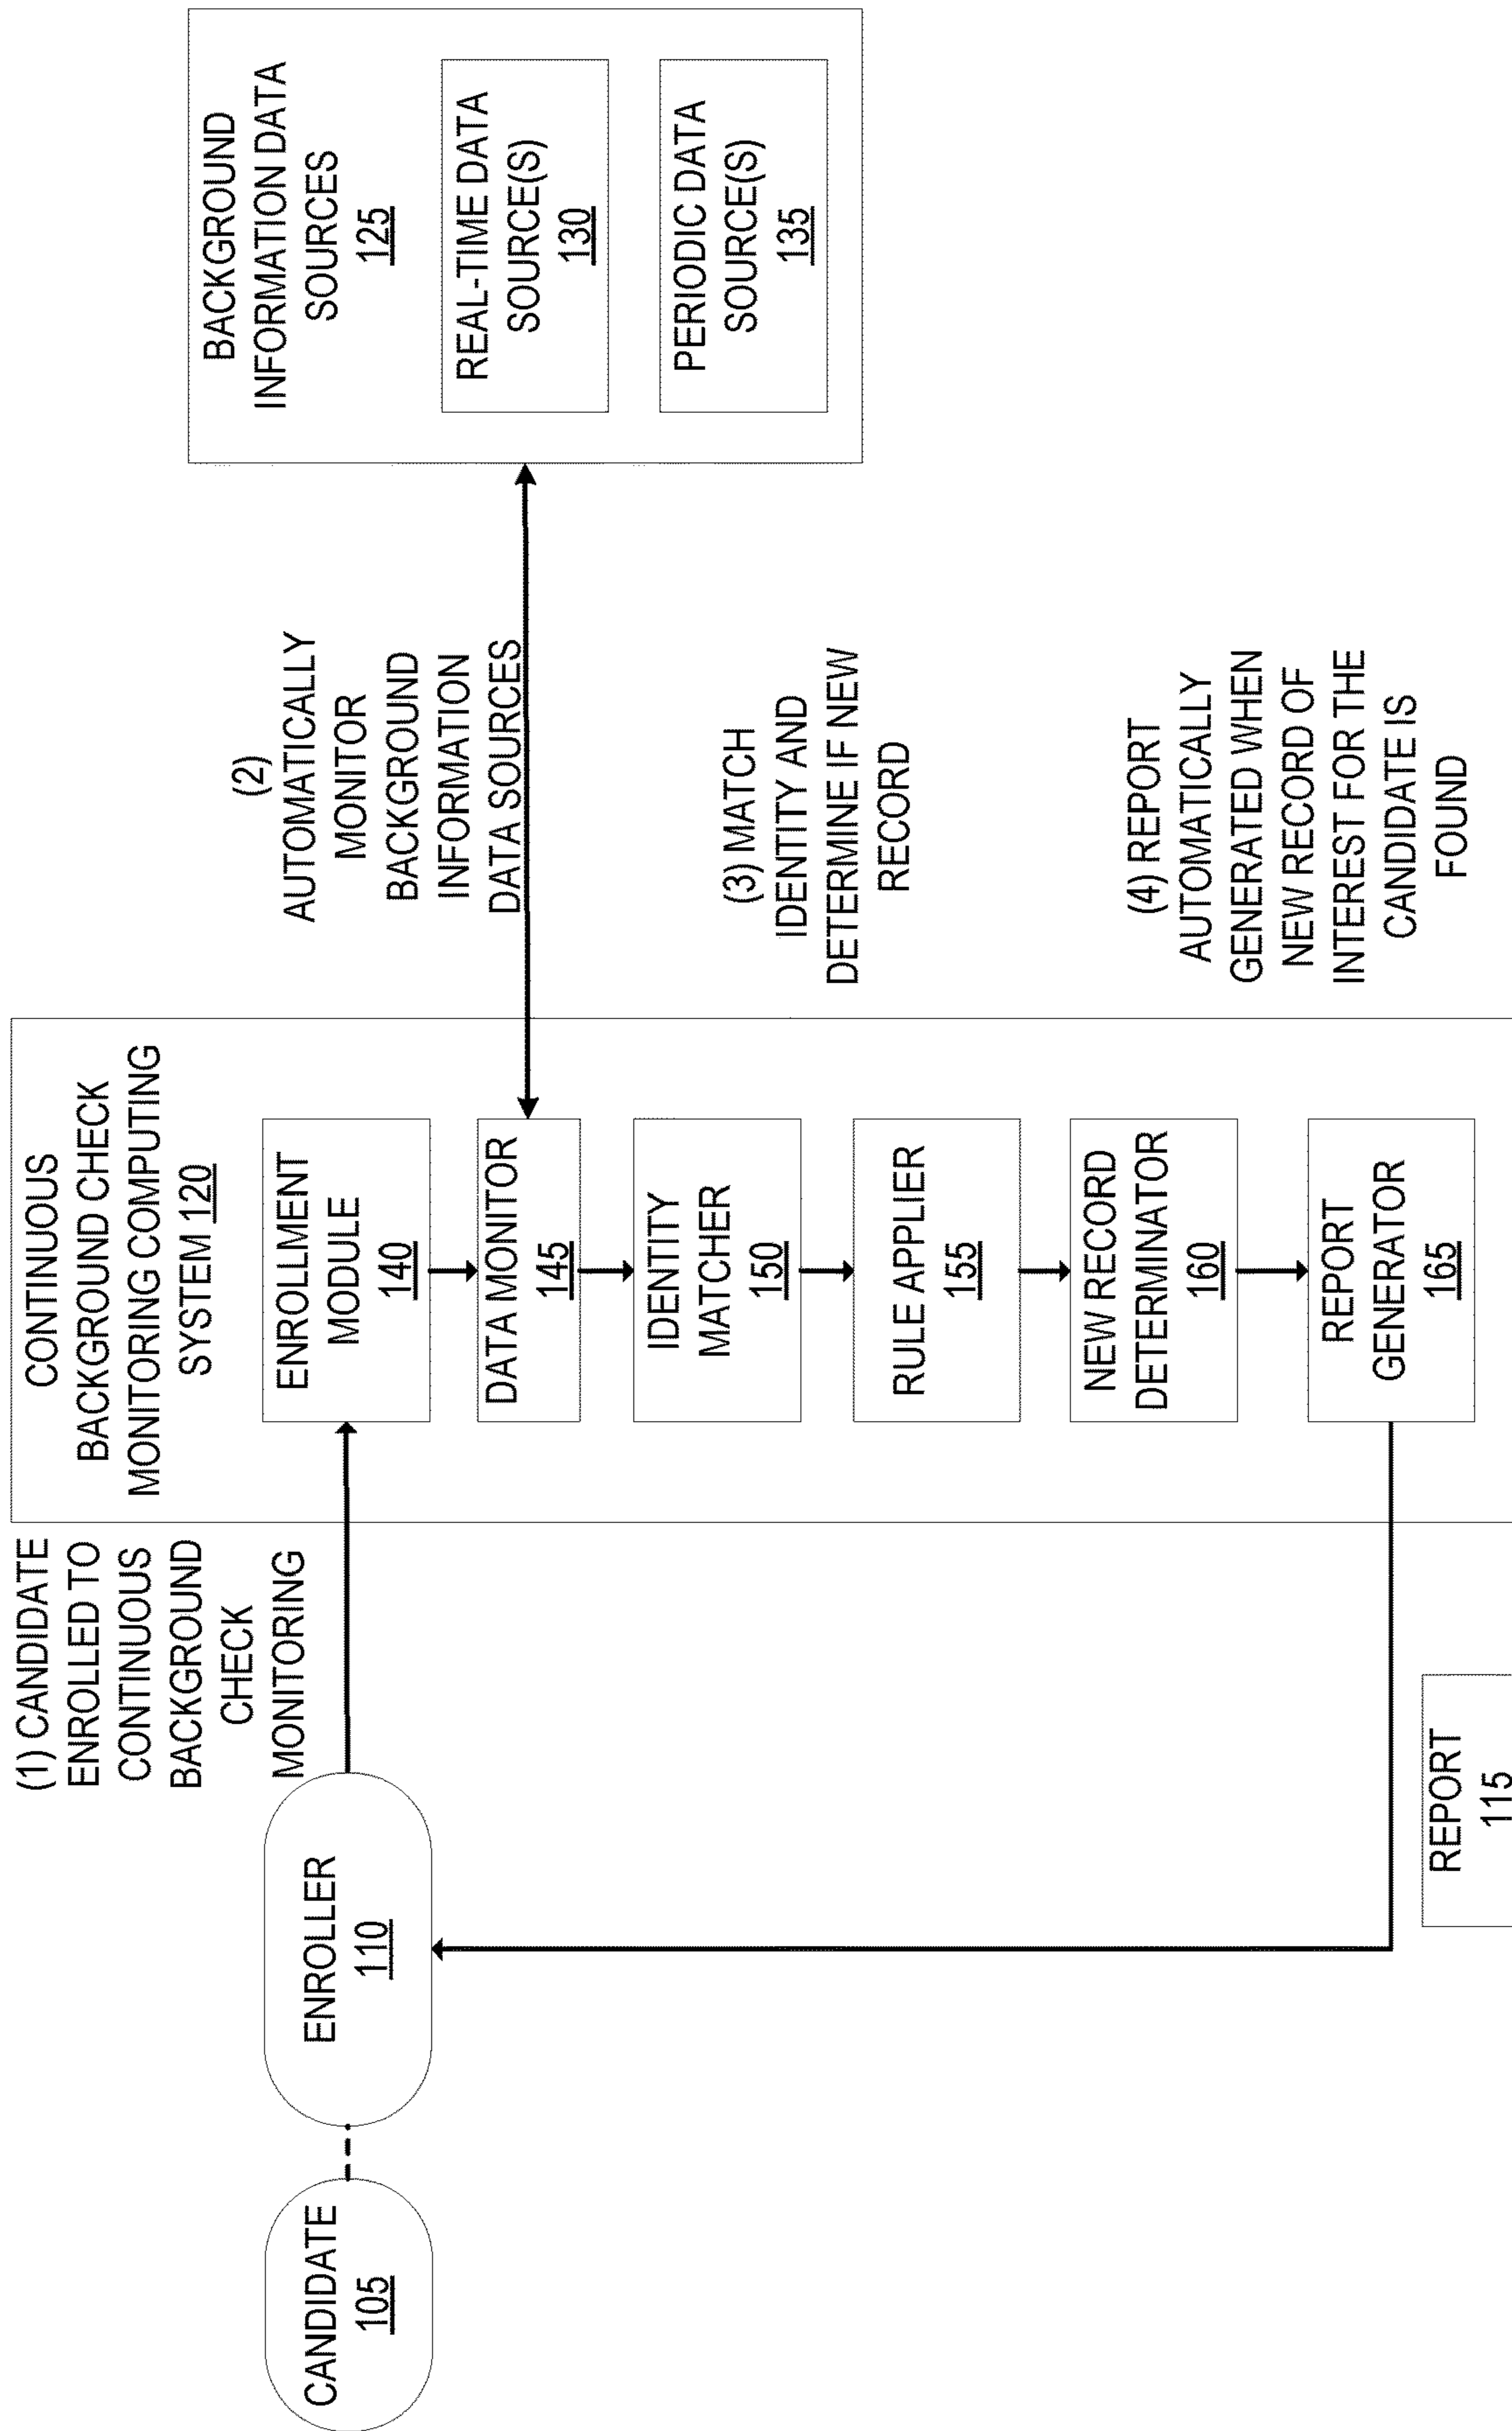 CANDIDATE
105
ENROLLER
110
(1) CANDIDATE
ENROLLED TO
CONTINUOUS
BACKGROUND
CHECK
MONITORING
REPORT
115
CONTINUOUS
BACKGROUND CHECK
MONITORING COMPUTING
SYSTEM 120
ENROLLMENT
MODULE
140
DATA MONITOR
145
IDENTITY
MATCHER
150
RULE APPLIER
155
NEW RECORD
DETERMINATOR
160
REPORT
GENERATOR
165
(2)
AUTOMATICALLY
MONITOR
BACKGROUND
INFORMATION
DATA SOURCES
(3) MATCH
IDENTITY AND
DETERMINE IF NEW
RECORD
(4) REPORT
AUTOMATICALLY
GENERATED WHEN
NEW RECORD OF
INTEREST FOR THE
CANDIDATE IS
FOUND
BACKGROUND
INFORMATION DATA
SOURCES
125
REAL-TIME DATA
SOURCE(S)
130
PERIODIC DATA
SOURCE(S)
135